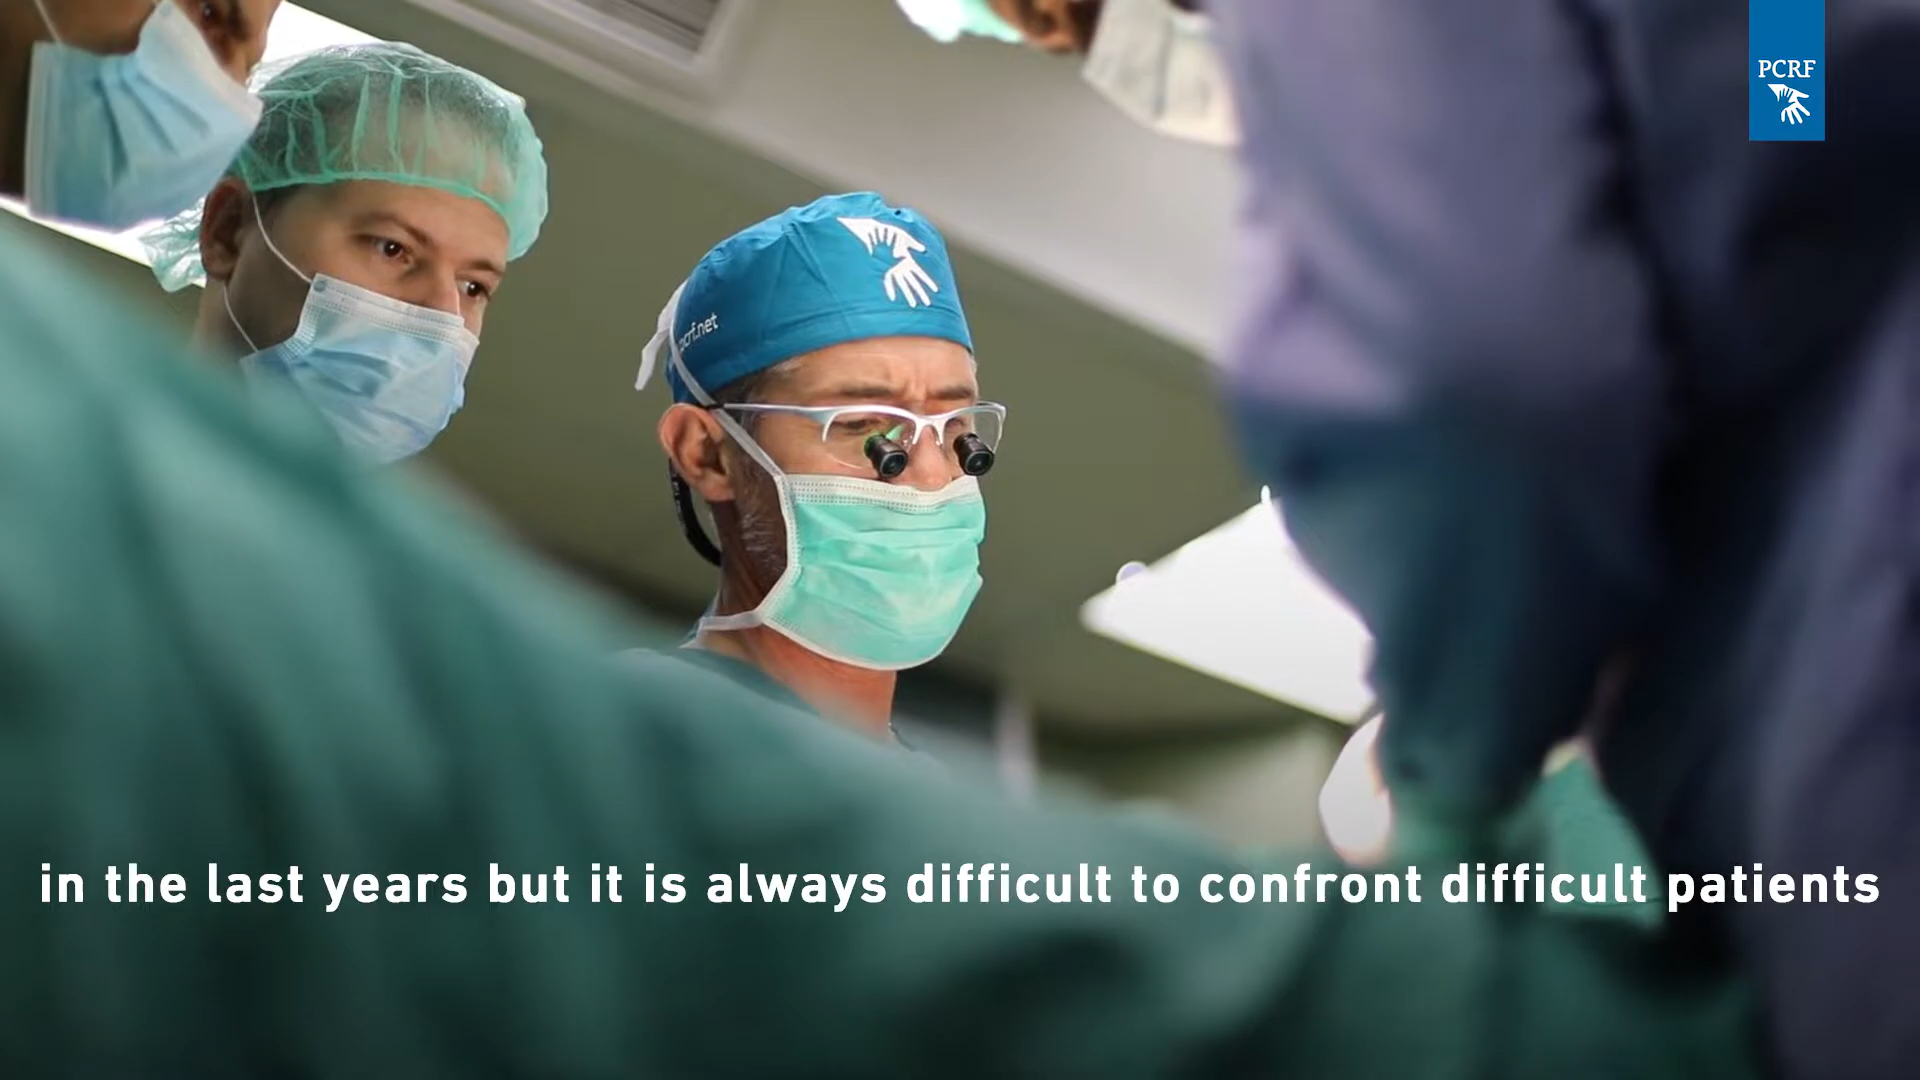 PCRF
pcrf.net
in the last years but it is always difficult to confront difficult patients